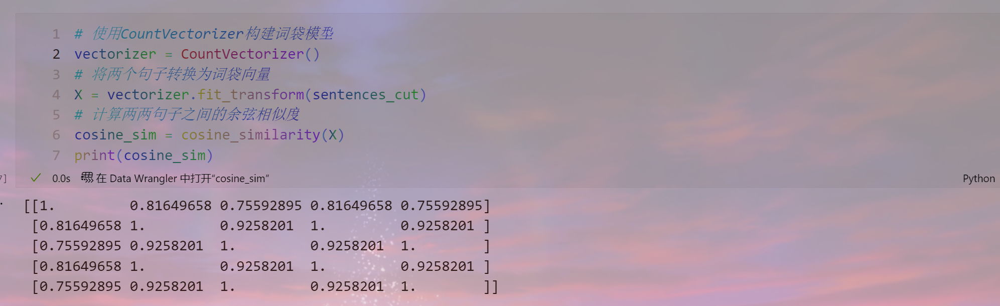 1 # 使用CountVectorizer构建词袋模型
2 vectorizer = CountVectorizer()
3 # 将两个句子转换为词袋向量
4 X = vectorizer.fit_transform(sentences_cut)
5 # 计算两两句子之间的余弦相似度
6 cosine_sim = cosine_similarity(X)
7 print(cosine_sim)
7] ✓ 0.0s 在 Data Wrangler 中打开“cosine_sim” Python
[[1.         0.81649658 0.75592895 0.81649658 0.75592895]
 [0.81649658 1.         0.9258201  1.         0.9258201 ]
 [0.75592895 0.9258201  1.         0.9258201  1.        ]
 [0.81649658 1.         0.9258201  1.         0.9258201 ]
 [0.75592895 0.9258201  1.         0.9258201  1.        ]]